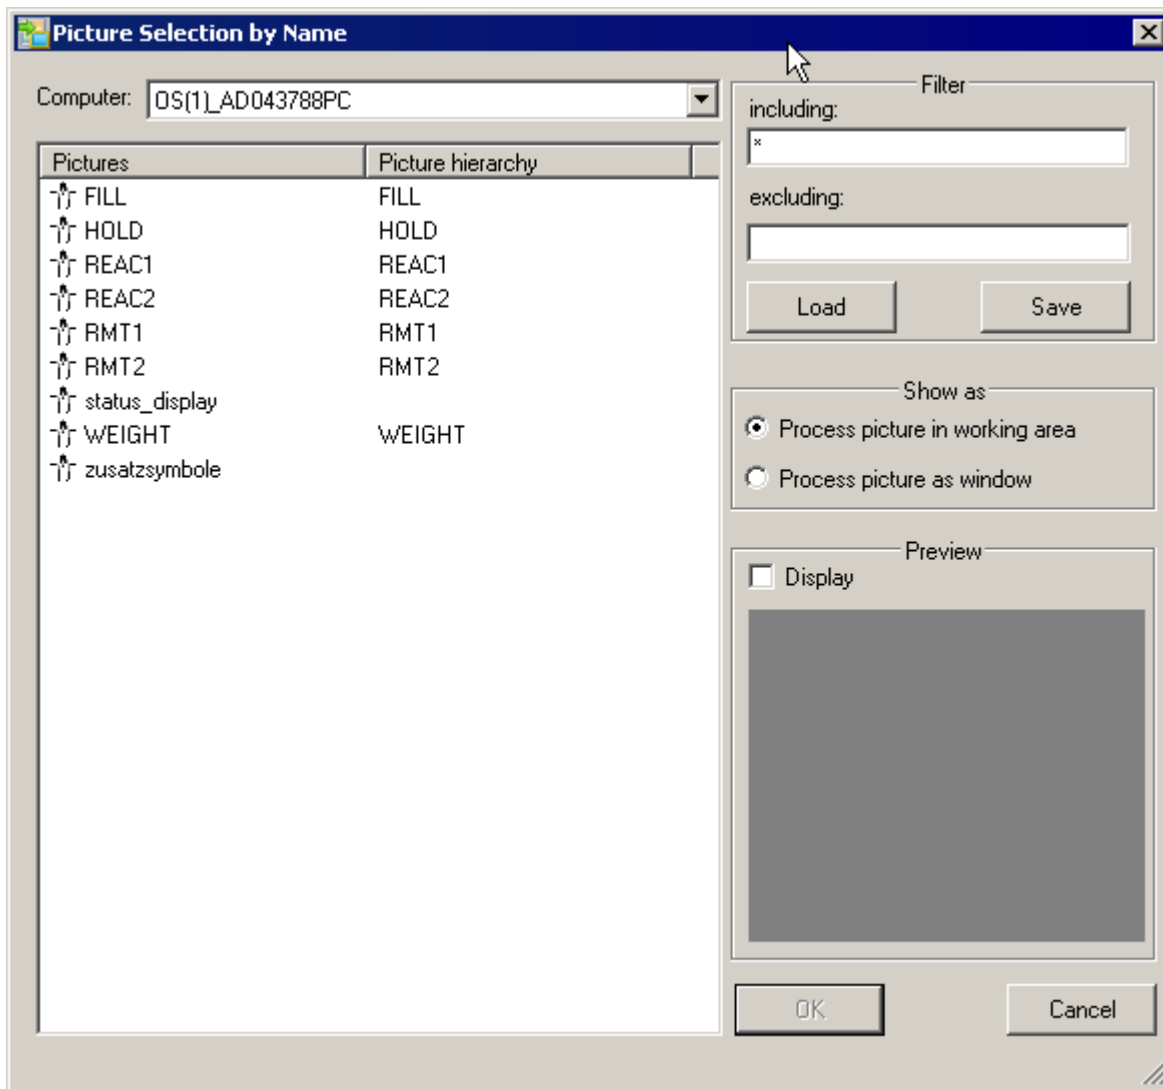 Picture Selection by Name
Computer: OS(1)_AD043788PC
Pictures Picture hierarchy
FILL FILL
HOLD HOLD
REAC1 REAC1
REAC2 REAC2
RMT1 RMT1
RMT2 RMT2
status_display
WEIGHT WEIGHT
zusatzsymbole
Filter
including:
*
excluding:
Load Save
Show as
Process picture in working area
Process picture as window
Preview
Display
OK Cancel